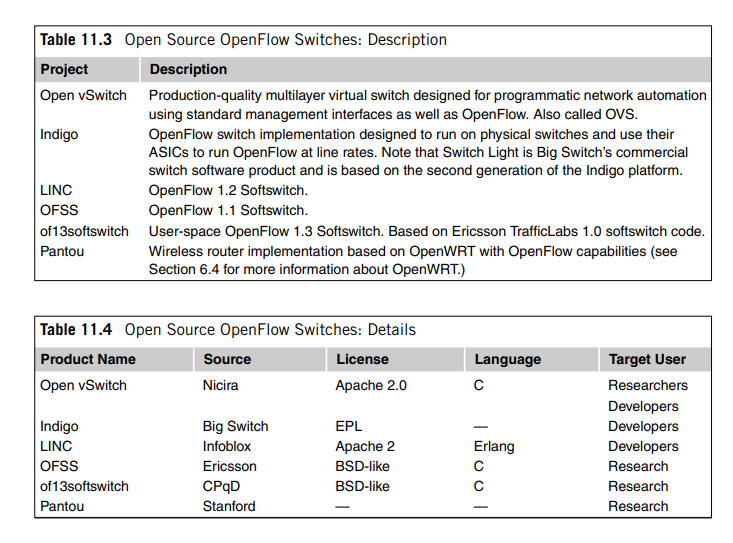 Table 11.3 Open Source OpenFlow Switches: Description
Project Description
Open vSwitch Production-quality multilayer virtual switch designed for programmatic network automation
using standard management interfaces as well as OpenFlow. Also called OVS.
Indigo OpenFlow switch implementation designed to run on physical switches and use their
ASICs to run OpenFlow at line rates. Note that Switch Light is Big Switch's commercial
switch software product and is based on the second generation of the Indigo platform.
LINC OpenFlow 1.2 Softswitch.
OFSS OpenFlow 1.1 Softswitch.
of13softswitch User-space OpenFlow 1.3 Softswitch. Based on Ericsson TrafficLabs 1.0 softswitch code.
Pantou Wireless router implementation based on OpenWRT with OpenFlow capabilities (see
Section 6.4 for more information about OpenWRT.)
Table 11.4 Open Source OpenFlow Switches: Details
Product Name Source License Language Target User
Open vSwitch Nicira Apache 2.0 C Researchers
Developers
Indigo Big Switch EPL — Developers
LINC Infoblox Apache 2 Erlang Developers
OFSS Ericsson BSD-like C Research
of13softswitch CPqD BSD-like C Research
Pantou Stanford — — Research